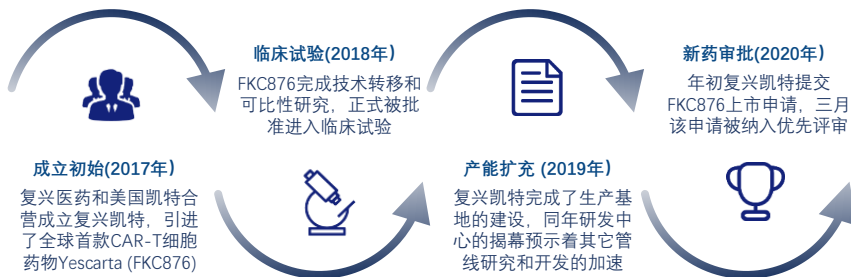 成立初始(2017年)
复兴医药和美国凯特合
营成立复兴凯特，引进
了全球首款CAR-T细胞
药物Yescarta (FKC876)
临床试验(2018年)
FKC876完成技术转移和
可比性研究，正式被批
准进入临床试验
产能扩充 (2019年)
复兴凯特完成了生产基
地的建设，同年研发中
心的揭幕预示着其它管
线研究和开发的加速
新药审批(2020年)
年初复兴凯特提交
FKC876上市申请，三月
该申请被纳入优先评审